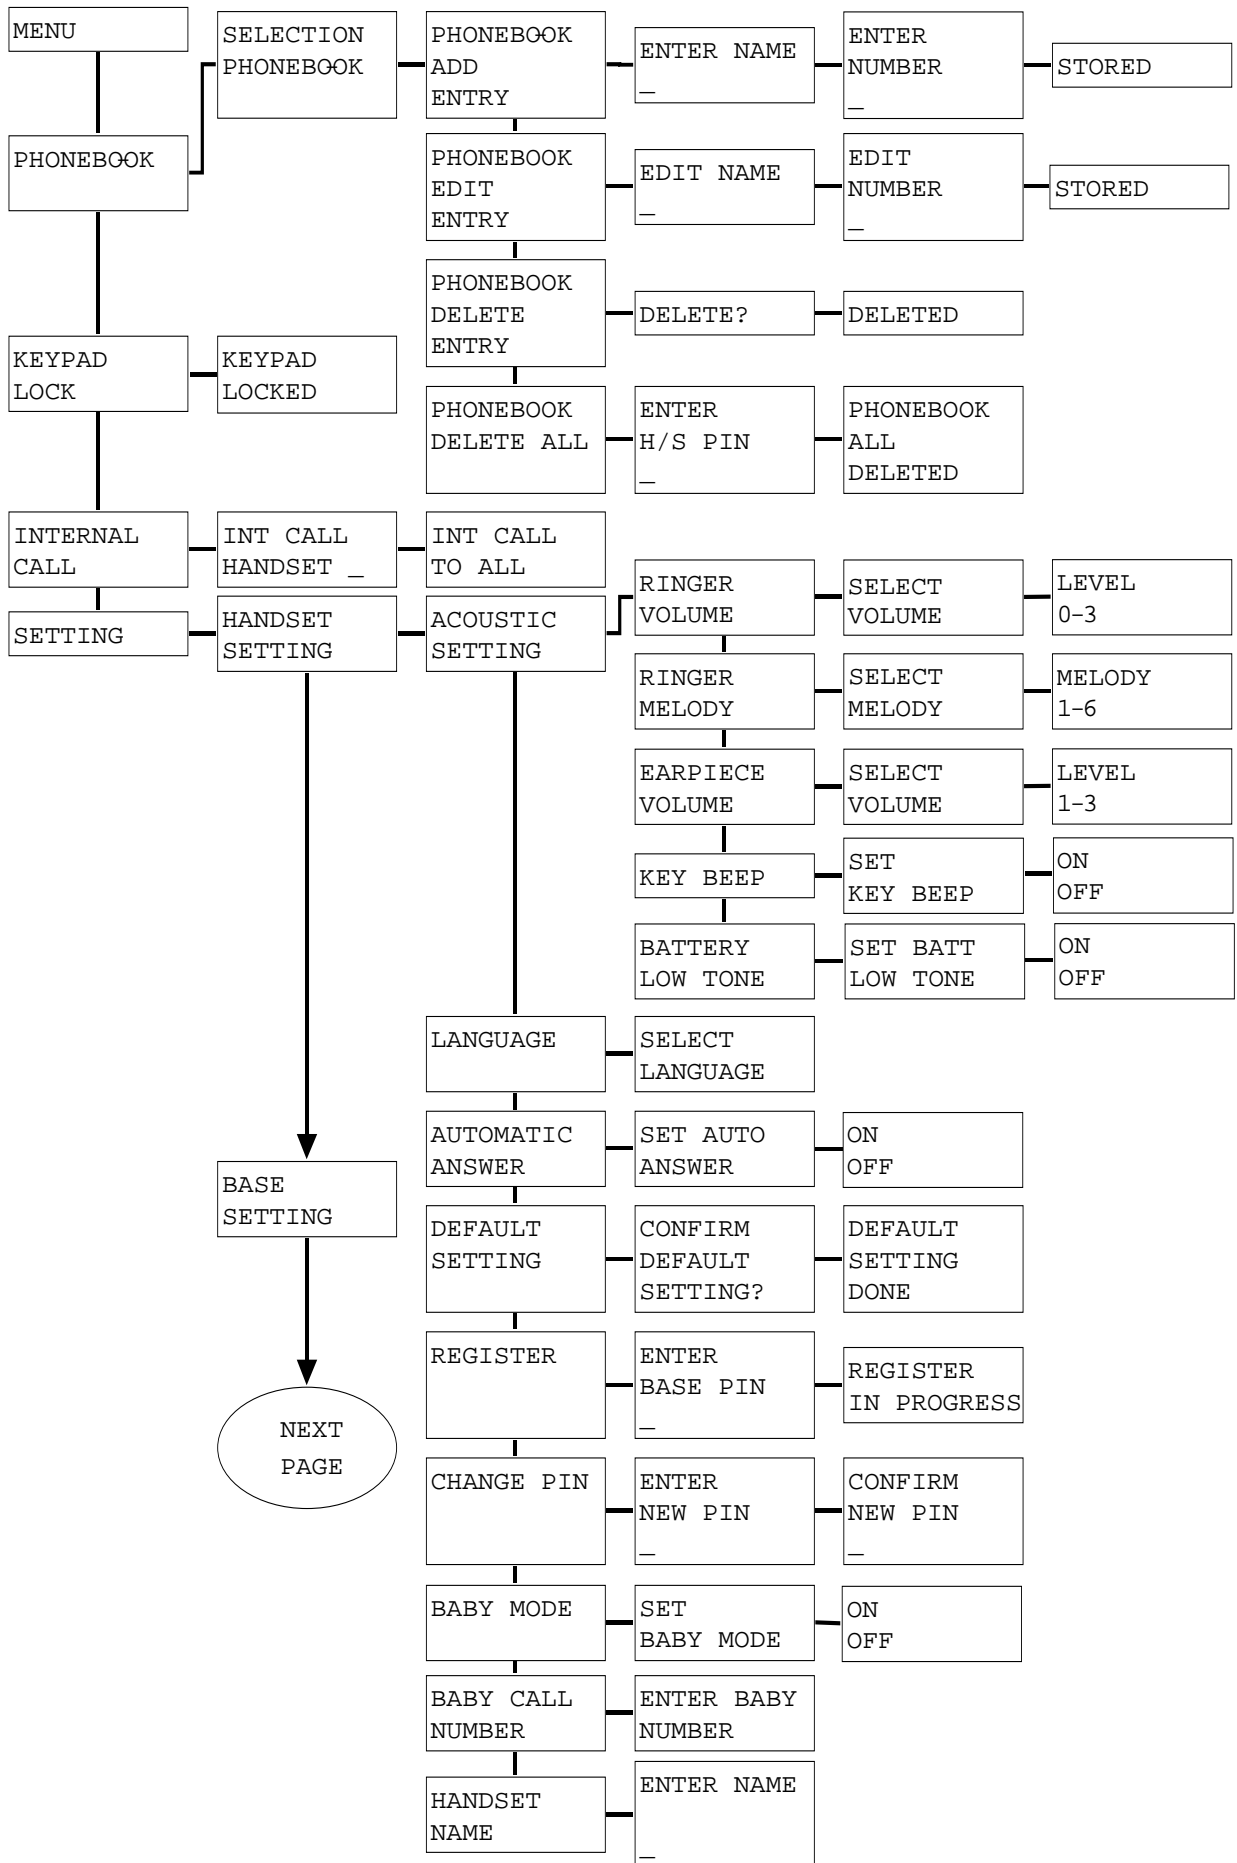 MENU
SELECTION
PHONEBOOK
PHONEBOOK
ADD
ENTRY
ENTER NAME
_
ENTER
NUMBER
_
STORED
PHONEBOOK
PHONEBOOK
EDIT
ENTRY
EDIT NAME
_
EDIT
NUMBER
_
STORED
PHONEBOOK
DELETE
ENTRY
DELETE?
DELETED
KEYPAD
LOCK
KEYPAD
LOCKED
PHONEBOOK
DELETE ALL
ENTER
H/S PIN
_
PHONEBOOK
ALL
DELETED
INTERNAL
CALL
INT CALL
HANDSET _
INT CALL
TO ALL
SETTING
HANDSET
SETTING
ACOUSTIC
SETTING
RINGER
VOLUME
SELECT
VOLUME
LEVEL
0-3
RINGER
MELODY
SELECT
MELODY
MELODY
1-6
EARPIECE
VOLUME
SELECT
VOLUME
LEVEL
1-3
KEY BEEP
SET
KEY BEEP
ON
OFF
BATTERY
LOW TONE
SET BATT
LOW TONE
ON
OFF
LANGUAGE
SELECT
LANGUAGE
AUTOMATIC
ANSWER
SET AUTO
ANSWER
ON
OFF
BASE
SETTING
DEFAULT
SETTING
CONFIRM
DEFAULT
SETTING?
DEFAULT
SETTING
DONE
REGISTER
ENTER
BASE PIN
_
REGISTER
IN PROGRESS
NEXT
PAGE
CHANGE PIN
ENTER
NEW PIN
_
CONFIRM
NEW PIN
_
BABY MODE
SET
BABY MODE
ON
OFF
BABY CALL
NUMBER
ENTER BABY
NUMBER
HANDSET
NAME
ENTER NAME
_